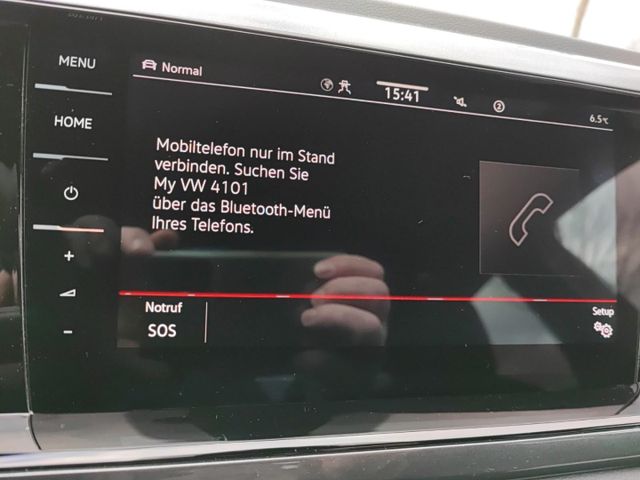 MENU
Normal
15:41
2
6.5°C
HOME
Mobiltelefon nur im Stand
verbinden. Suchen Sie
My VW 4101
über das Bluetooth-Menü
Ihres Telefons.
+
-
Notruf
SOS
Setup